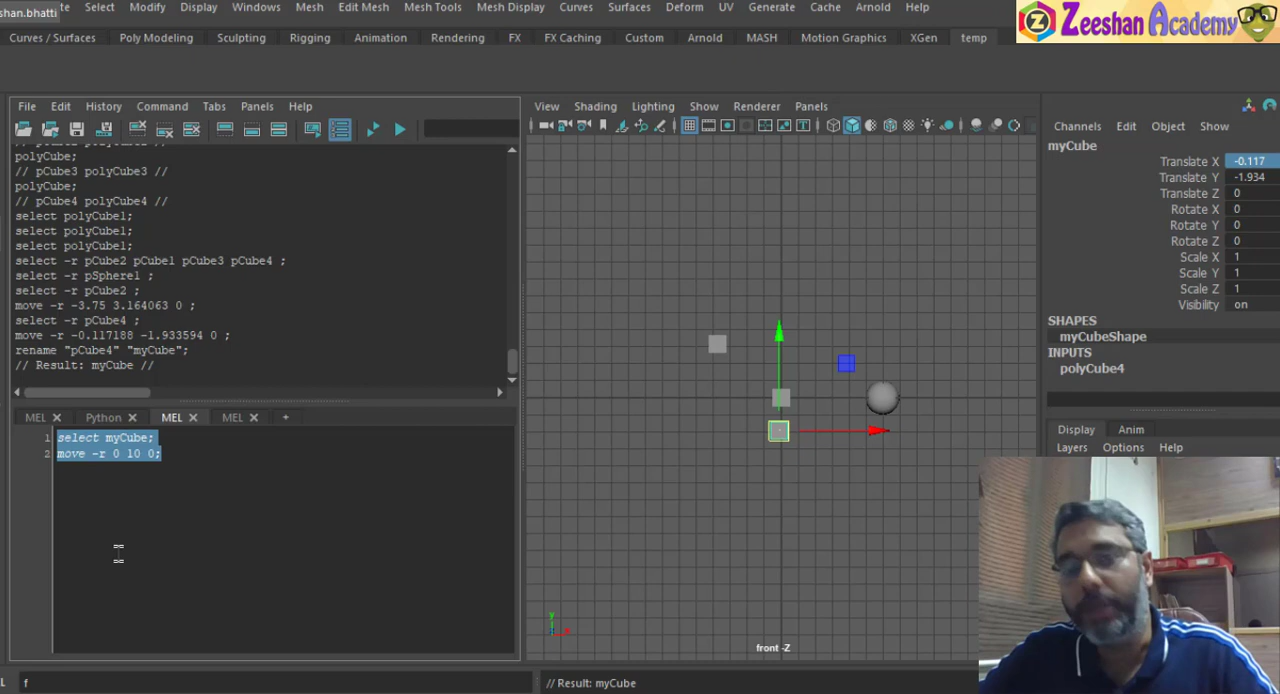 shan.bhatti
te Select Modify Display Windows Mesh Edit Mesh Mesh Tools Mesh Display Curves Surfaces Deform UV Generate Cache Arnold Help
Zeeshan Academy
Curves / Surfaces Poly Modeling Sculpting Rigging Animation Rendering FX FX Caching Custom Arnold MASH Motion Graphics XGen temp
File Edit History Command Tabs Panels Help
View Shading Lighting Show Renderer Panels
Channels Edit Object Show
polyCube;
// pCube3 polyCube3 //
polyCube;
// pCube4 polyCube4 //
select polyCube1;
select polyCube1;
select polyCube1;
select -r pCube2 pCube1 pCube3 pCube4 ;
select -r pSphere1 ;
select -r pCube2 ;
move -r -3.75 3.164063 0 ;
select -r pCube4 ;
move -r -0.117188 -1.933594 0 ;
rename "pCube4" "myCube";
// Result: myCube //
MEL Python MEL MEL +
1 select myCube;
2 move -r 0 10 0;
y
x
front -Z
myCube
Translate X -0.117
Translate Y -1.934
Translate Z 0
Rotate X 0
Rotate Y 0
Rotate Z 0
Scale X 1
Scale Y 1
Scale Z 1
Visibility on
SHAPES
myCubeShape
INPUTS
polyCube4
Display Anim
Layers Options Help
L f
// Result: myCube